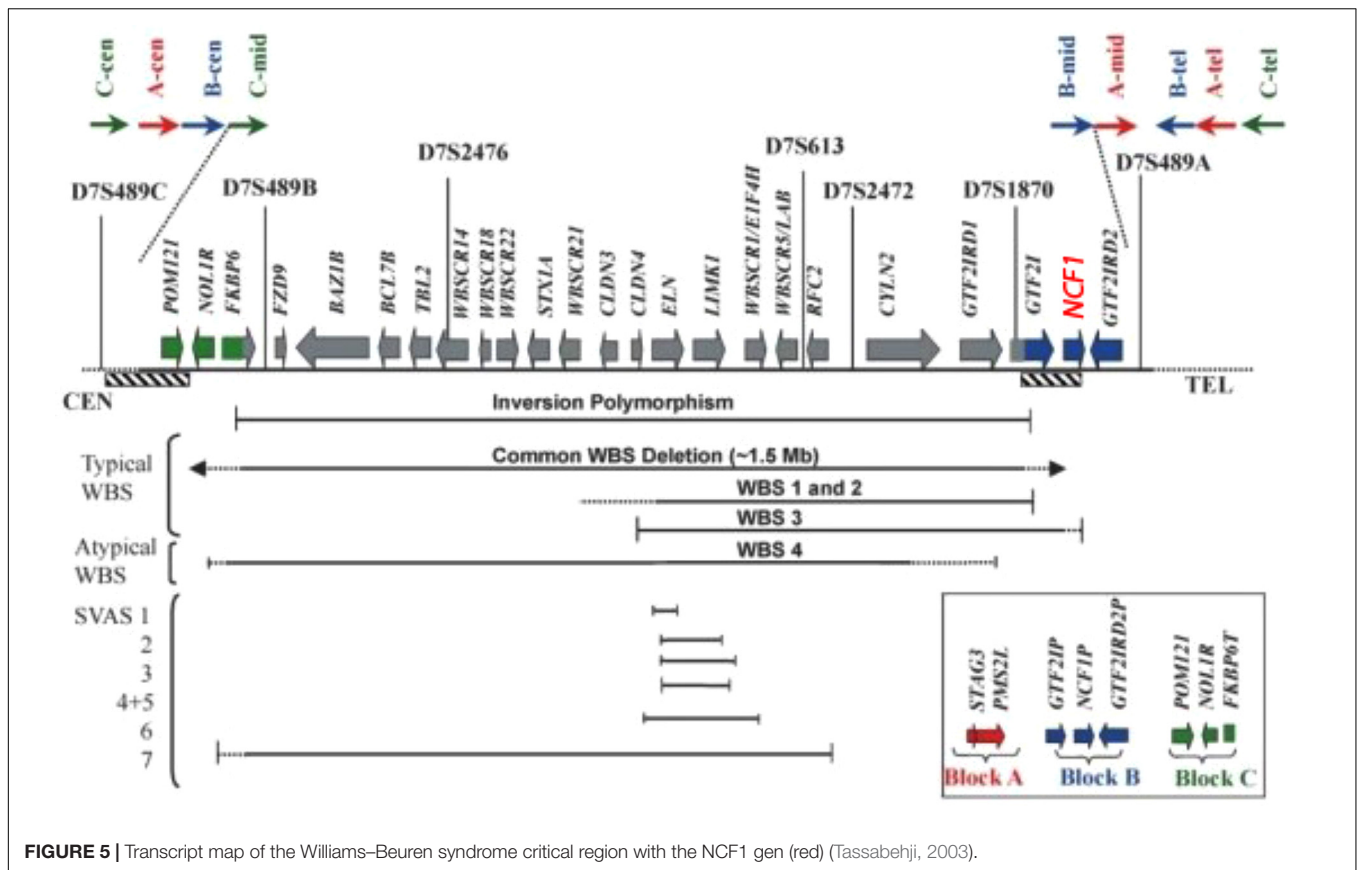 C-cen
A-cen
B-cen
C-mid
B-mid
A-mid
B-tel
A-tel
C-tel
D7S489C
D7S489B
D7S2476
D7S613
D7S2472
D7S1870
D7S489A
POM121
NOL1R
FKBP6
FZD9
BAZ1B
BCL7B
TBL2
WBSCR14
WBSCR18
WBSCR22
STX1A
WBSCR21
CLDN3
CLDN4
ELN
LIMK1
WBSCR1/E1F4H
WBSCR5/LAB
RFC2
CYLN2
GTF2IRD1
GTF2I
NCF1
GTF2IRD2
CEN
TEL
Inversion Polymorphism
Typical
WBS
Common WBS Deletion (~1.5 Mb)
WBS 1 and 2
WBS 3
Atypical
WBS
WBS 4
SVAS 1
2
3
4+5
6
7
STAG3
PMS2L
GTF2IP
NCF1P
GTF2IRD2P
POM121
NOL1R
FKBP6T
Block A
Block B
Block C
FIGURE 5 | Transcript map of the Williams–Beuren syndrome critical region with the NCF1 gen (red) (Tassabehji, 2003).